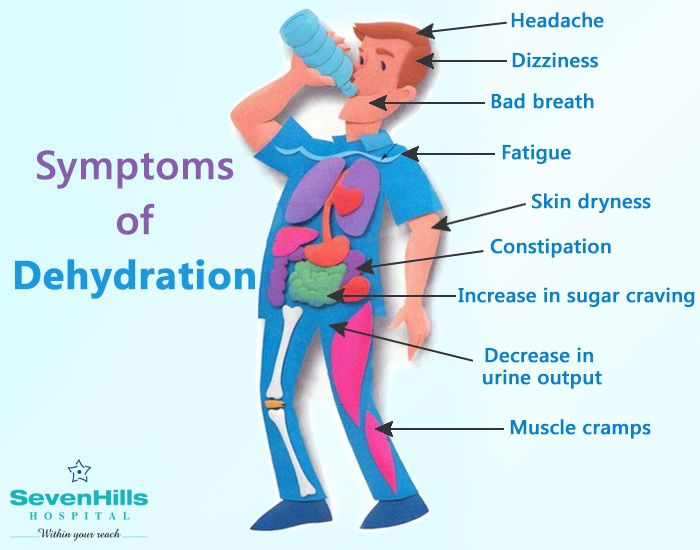 Headache
Dizziness
Bad breath
Fatigue
Skin dryness
Constipation
Increase in sugar craving
Decrease in
urine output
Muscle cramps
Symptoms
of
Dehydration
SevenHills
HOSPITAL
Within your reach